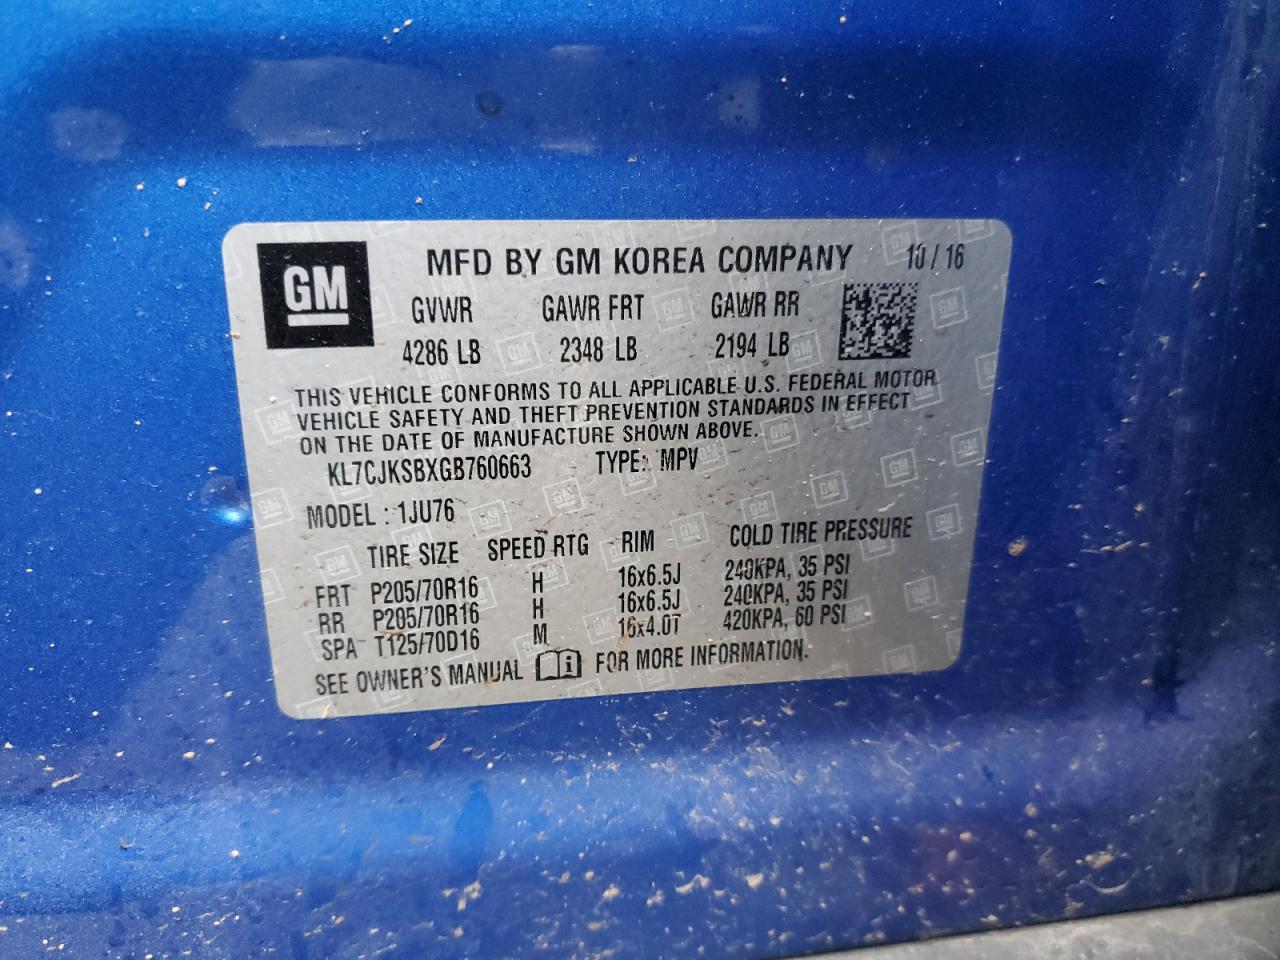 GM
MFD BY GM KOREA COMPANY 10/16
GVWR GAWR FRT GAWR RR
4286 LB 2348 LB 2194 LB
THIS VEHICLE CONFORMS TO ALL APPLICABLE U.S. FEDERAL MOTOR
VEHICLE SAFETY AND THEFT PREVENTION STANDARDS IN EFFECT
ON THE DATE OF MANUFACTURE SHOWN ABOVE.
KL7CJKSBXGB760663 TYPE: MPV
MODEL : 1JU76
TIRE SIZE SPEED RTG RIM COLD TIRE PRESSURE
FRT P205/70R16 H 16x6.5J 240KPA, 35 PSI
RR P205/70R16 H 16x6.5J 240KPA, 35 PSI
SPA T125/70D16 M 16x4.0T 420KPA, 60 PSI
SEE OWNER'S MANUAL i FOR MORE INFORMATION.